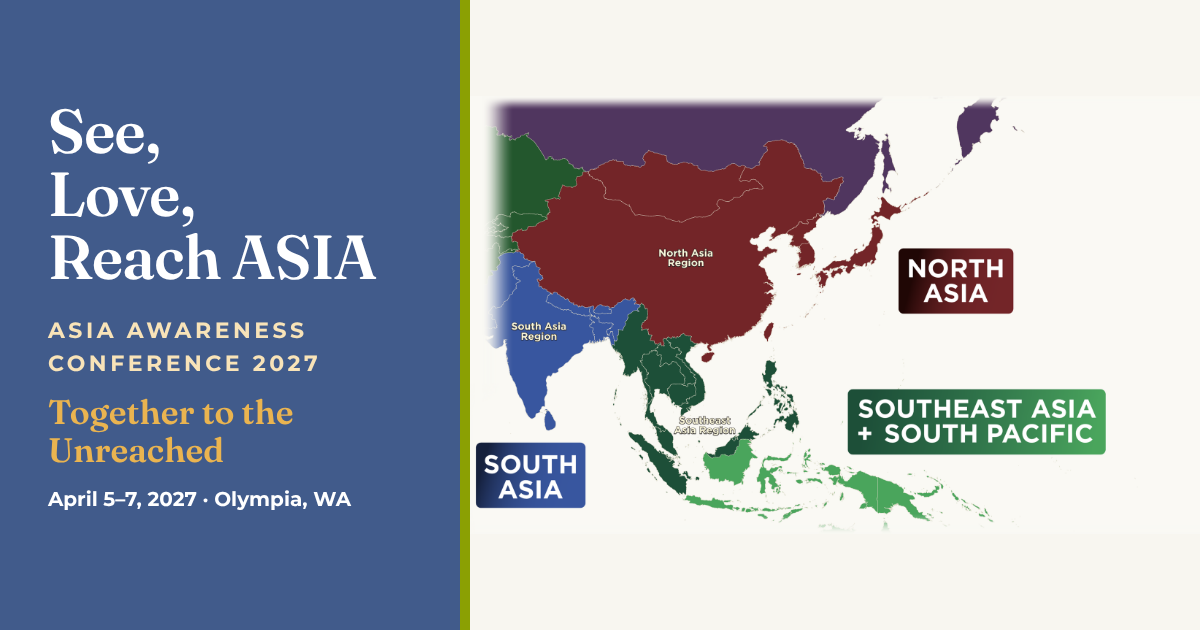 See,
Love,
Reach ASIA
ASIA AWARENESS
CONFERENCE 2027
Together to the
Unreached
April 5–7, 2027 · Olympia, WA
North Asia
Region
NORTH
ASIA
South Asia
Region
Southeast
Asia Region
SOUTHEAST ASIA
+ SOUTH PACIFIC
SOUTH
ASIA